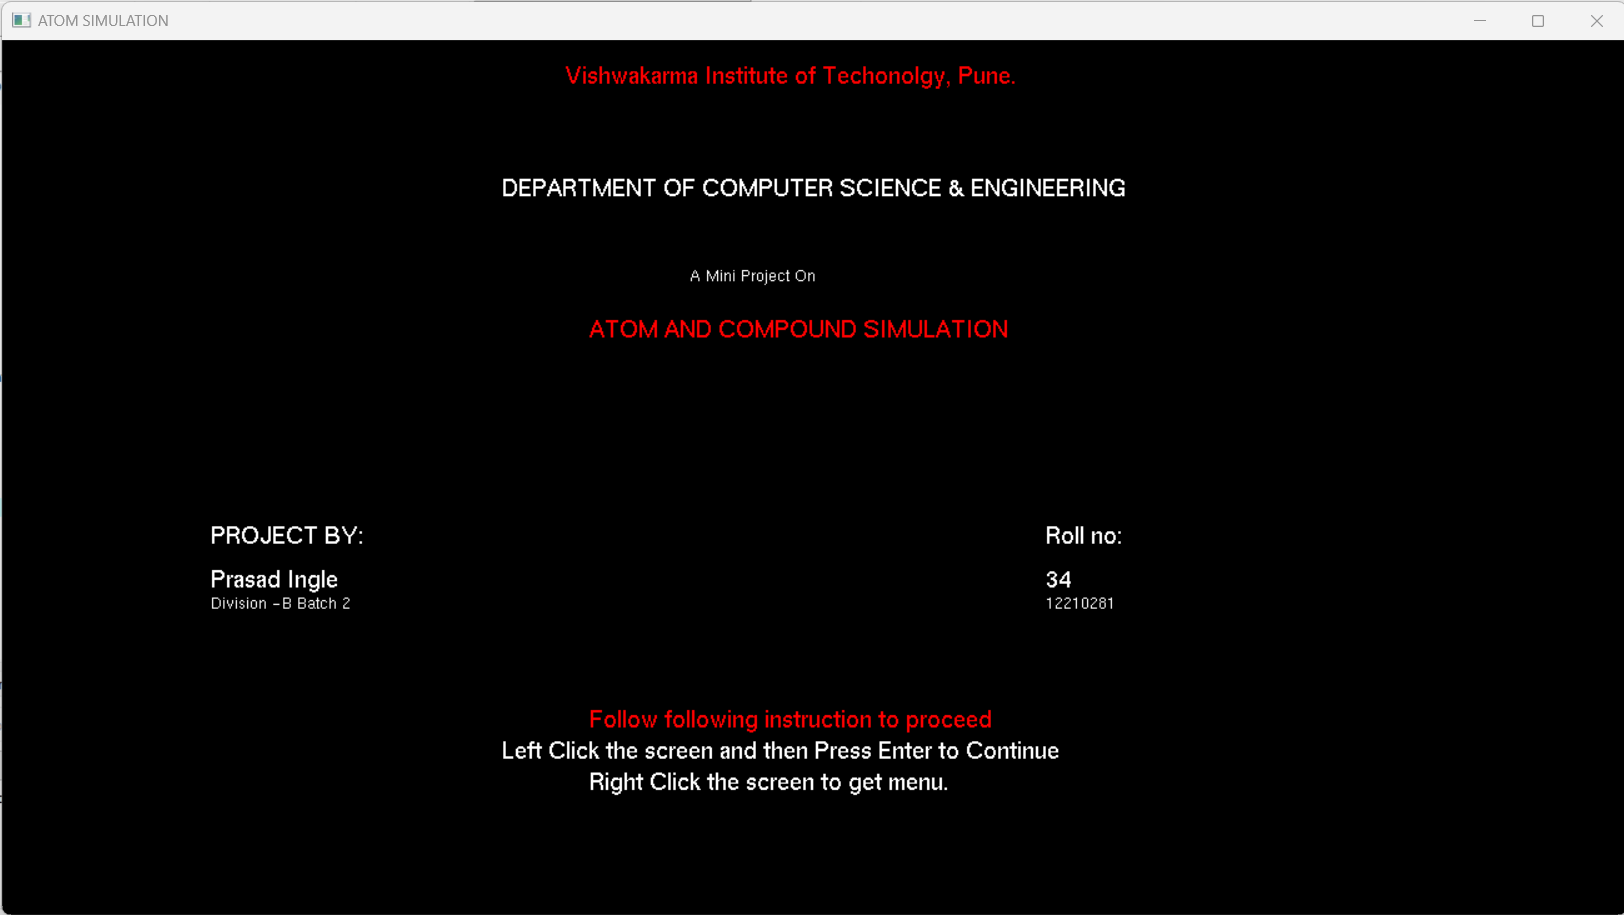 ATOM SIMULATION
Vishwakarma Institute of Techonolgy, Pune.
DEPARTMENT OF COMPUTER SCIENCE & ENGINEERING
A Mini Project On
ATOM AND COMPOUND SIMULATION
PROJECT BY: Roll no:
Prasad Ingle 34
Division -B Batch 2 12210281
Follow following instruction to proceed
Left Click the screen and then Press Enter to Continue
Right Click the screen to get menu.